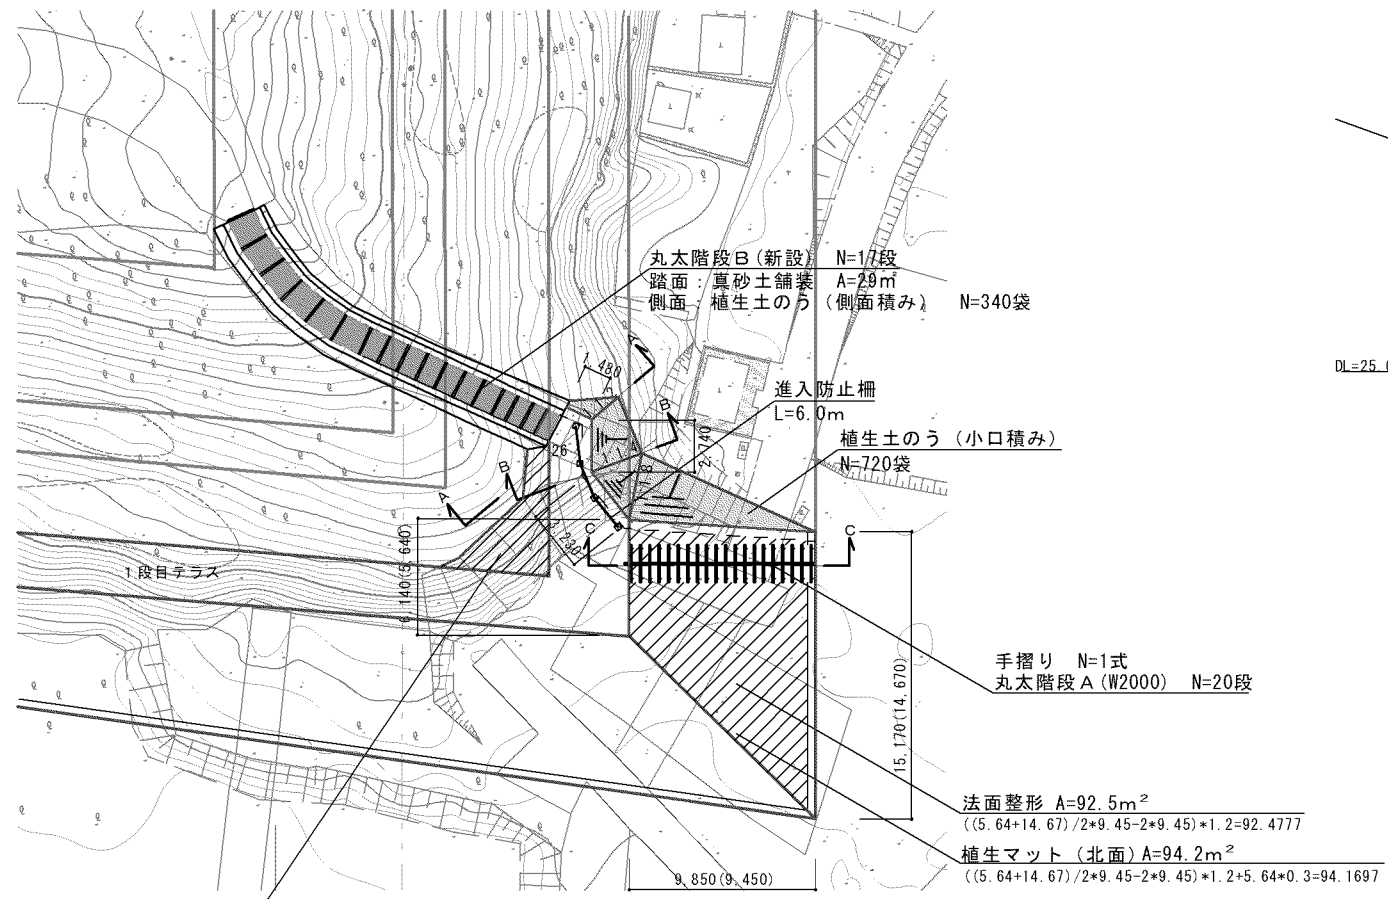 丸太階段B(新設) N=17段
踏面：真砂土舗装 A=29㎡
側面：植生土のう(側面積み) N=340袋
1,480
A
DL=25.0
進入防止柵
L=6.0m
B
2,740
植生土のう(小口積み)
N=720袋
26
8
B
A
C
C
1段目テラス
6,140(5,640)
手摺り N=1式
丸太階段A(W2000) N=20段
15,170(14,670)
法面整形 A=92.5m²
((5.64+14.67)/2*9.45-2*9.45)*1.2=92.4777
植生マット(北面)A=94.2m²
((5.64+14.67)/2*9.45-2*9.45)*1.2+5.64*0.3=94.1697
9,850(9,450)